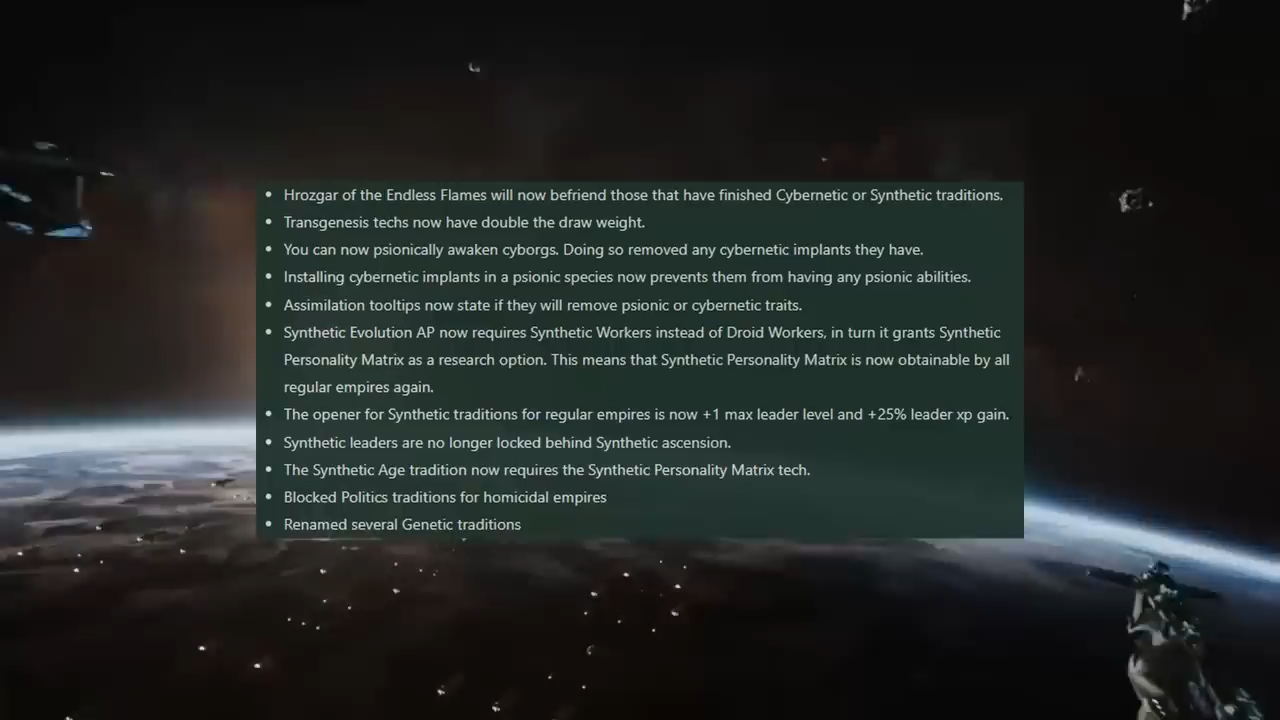 • Hrozgar of the Endless Flames will now befriend those that have finished Cybernetic or Synthetic traditions.
• Transgenesis techs now have double the draw weight.
• You can now psionically awaken cyborgs. Doing so removed any cybernetic implants they have.
• Installing cybernetic implants in a psionic species now prevents them from having any psionic abilities.
• Assimilation tooltips now state if they will remove psionic or cybernetic traits.
• Synthetic Evolution AP now requires Synthetic Workers instead of Droid Workers, in turn it grants Synthetic
Personality Matrix as a research option. This means that Synthetic Personality Matrix is now obtainable by all
regular empires again.
• The opener for Synthetic traditions for regular empires is now +1 max leader level and +25% leader xp gain.
• Synthetic leaders are no longer locked behind Synthetic ascension.
• The Synthetic Age tradition now requires the Synthetic Personality Matrix tech.
• Blocked Politics traditions for homicidal empires
• Renamed several Genetic traditions